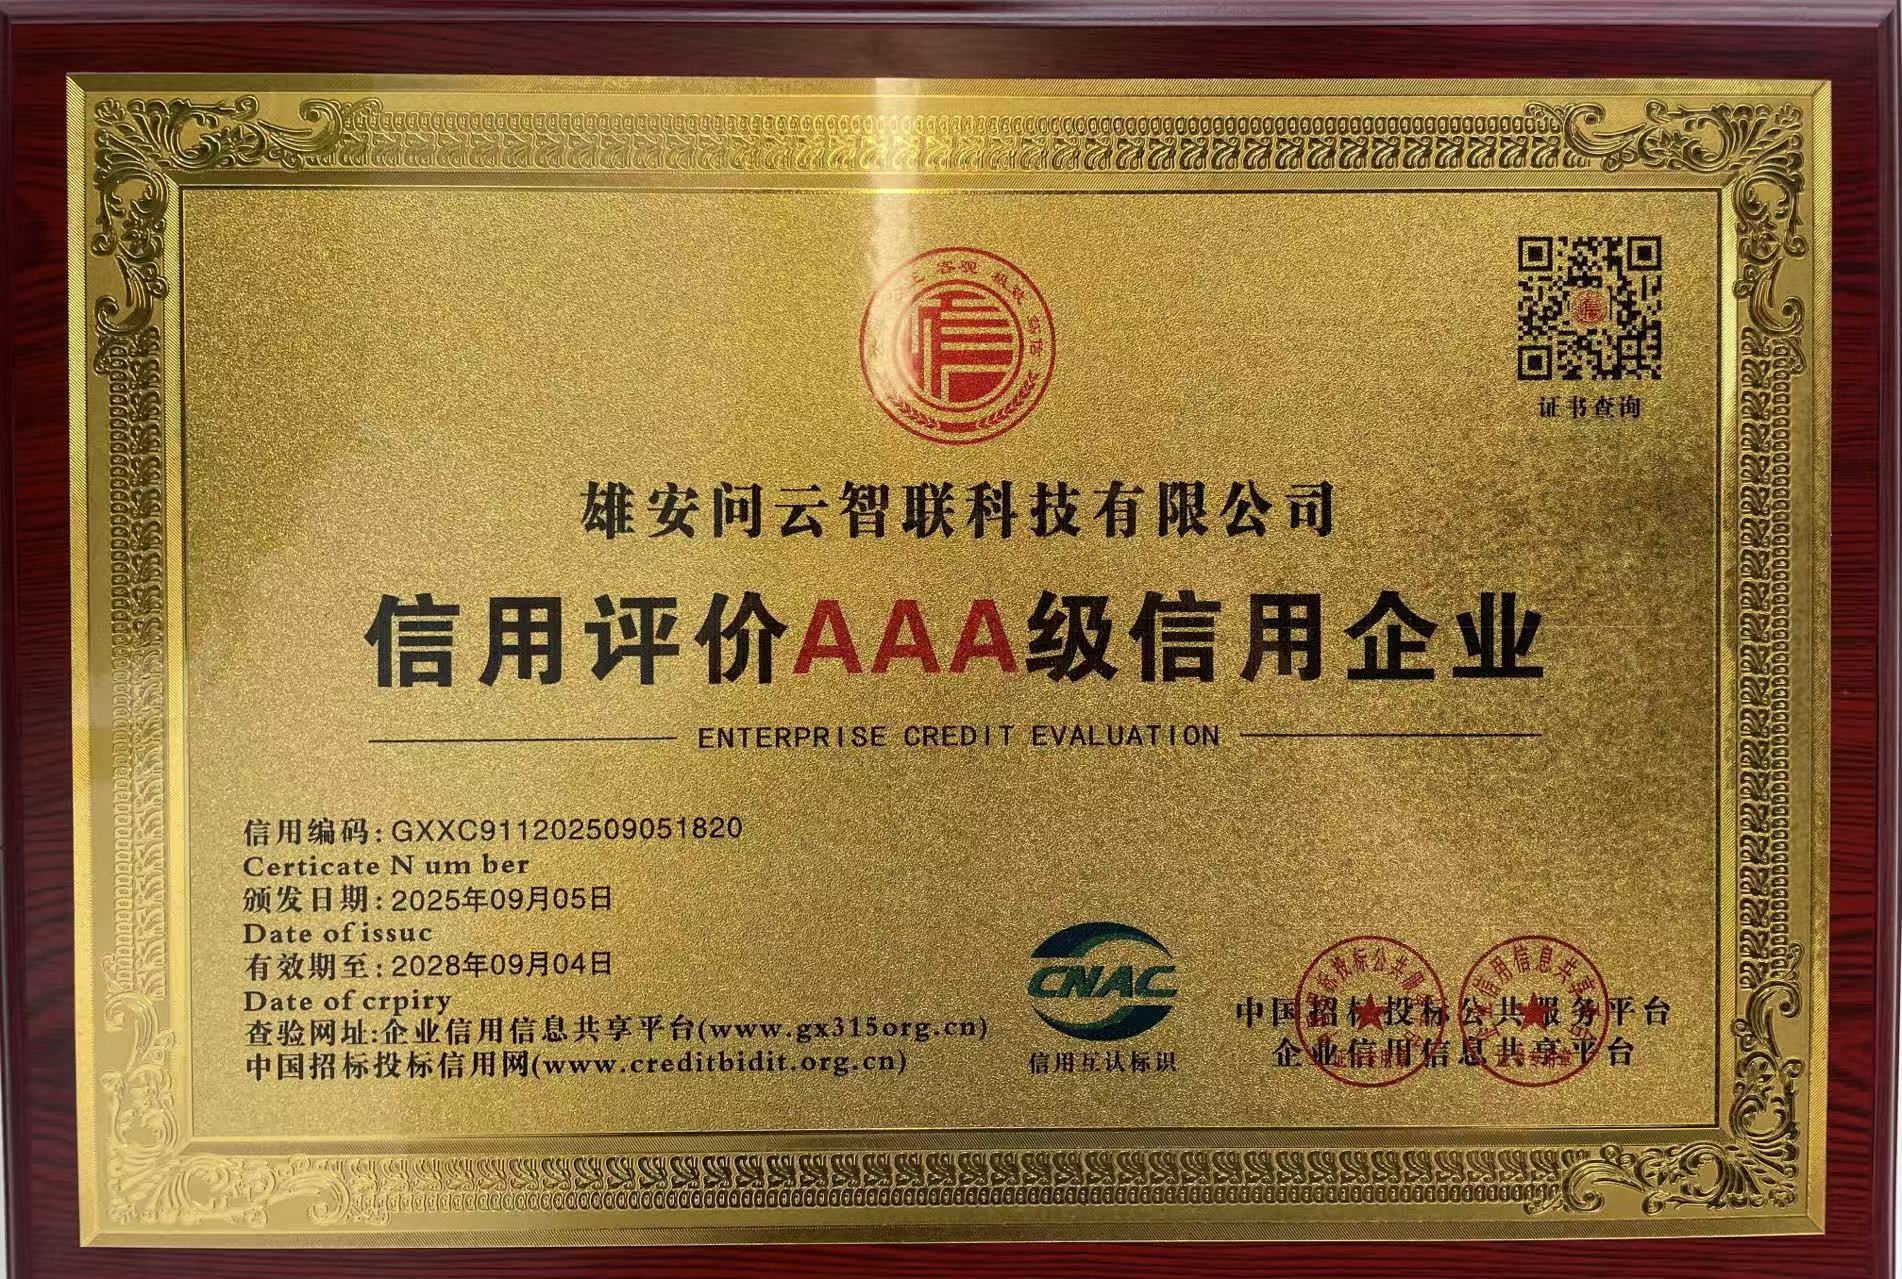 客观
证书查询
雄安问云智联科技有限公司
信用评价AAA级信用企业
ENTERPRISE CREDIT EVALUATION
信用编码:GXXC911202509051820
Certicate N um ber
颁发日期:2025年09月05日
Date of issuc
有效期至:2028年09月04日
Date of crpiry
查验网址:企业信用信息共享平台(www.gx315org.cn)
中国招标投标信用网(www.creditbidit.org.cn)
CNAC
信用互认标识
中国招标投标公共服务平台
企业信用信息共享平台